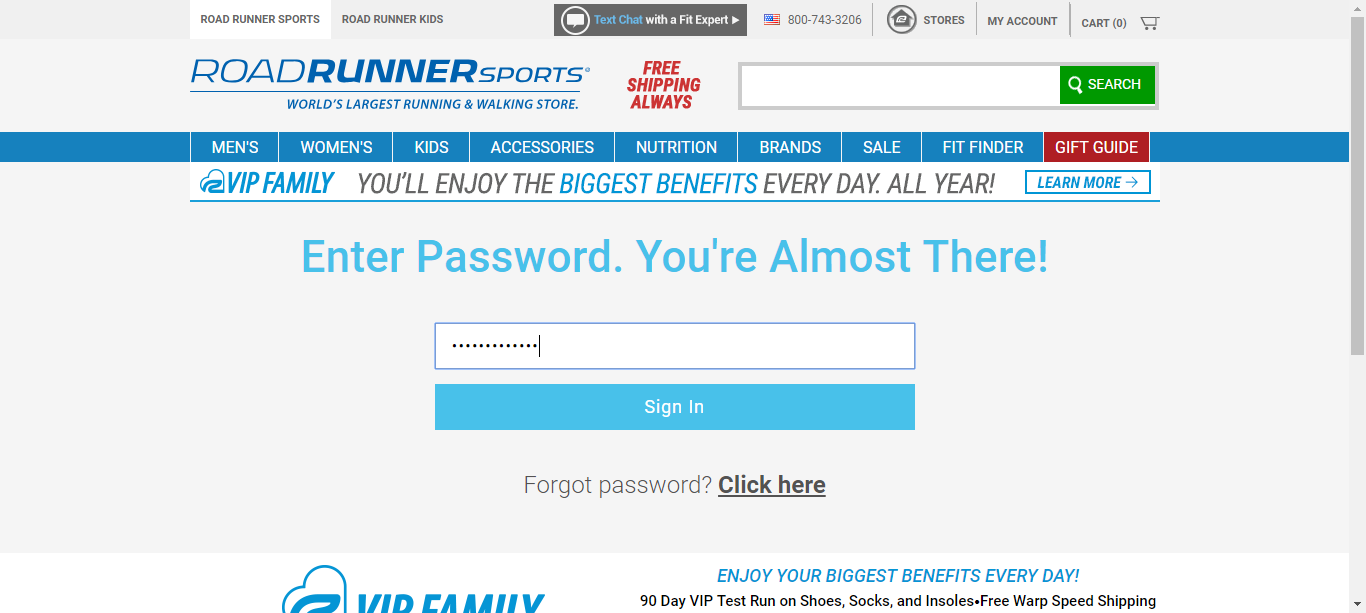 ROAD RUNNER SPORTS
ROAD RUNNER KIDS
Text Chat with a Fit Expert
800-743-3206
STORES
MY ACCOUNT
CART (0)
ROADRUNNERSPORTS®
WORLD'S LARGEST RUNNING & WALKING STORE.
FREE
SHIPPING
ALWAYS
SEARCH
MEN'S
WOMEN'S
KIDS
ACCESSORIES
NUTRITION
BRANDS
SALE
FIT FINDER
GIFT GUIDE
VIP FAMILY YOU'LL ENJOY THE BIGGEST BENEFITS EVERY DAY. ALL YEAR!
LEARN MORE →
Enter Password. You're Almost There!
•••••••••••••
Sign In
Forgot password? Click here
VIP FAMILY
ENJOY YOUR BIGGEST BENEFITS EVERY DAY!
90 Day VIP Test Run on Shoes, Socks, and Insoles•Free Warp Speed Shipping